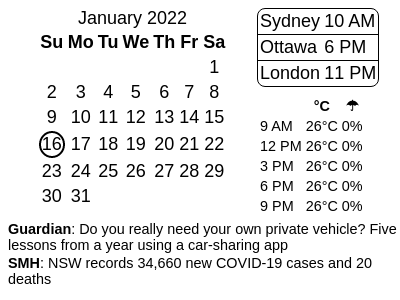 January 2022
Su Mo Tu We Th Fr Sa
1
2 3 4 5 6 7 8
9 10 11 12 13 14 15
16 17 18 19 20 21 22
23 24 25 26 27 28 29
30 31
Sydney 10 AM
Ottawa 6 PM
London 11 PM
°C ☂
9 AM 26°C 0%
12 PM 26°C 0%
3 PM 26°C 0%
6 PM 26°C 0%
9 PM 26°C 0%
Guardian: Do you really need your own private vehicle? Five
lessons from a year using a car-sharing app
SMH: NSW records 34,660 new COVID-19 cases and 20
deaths